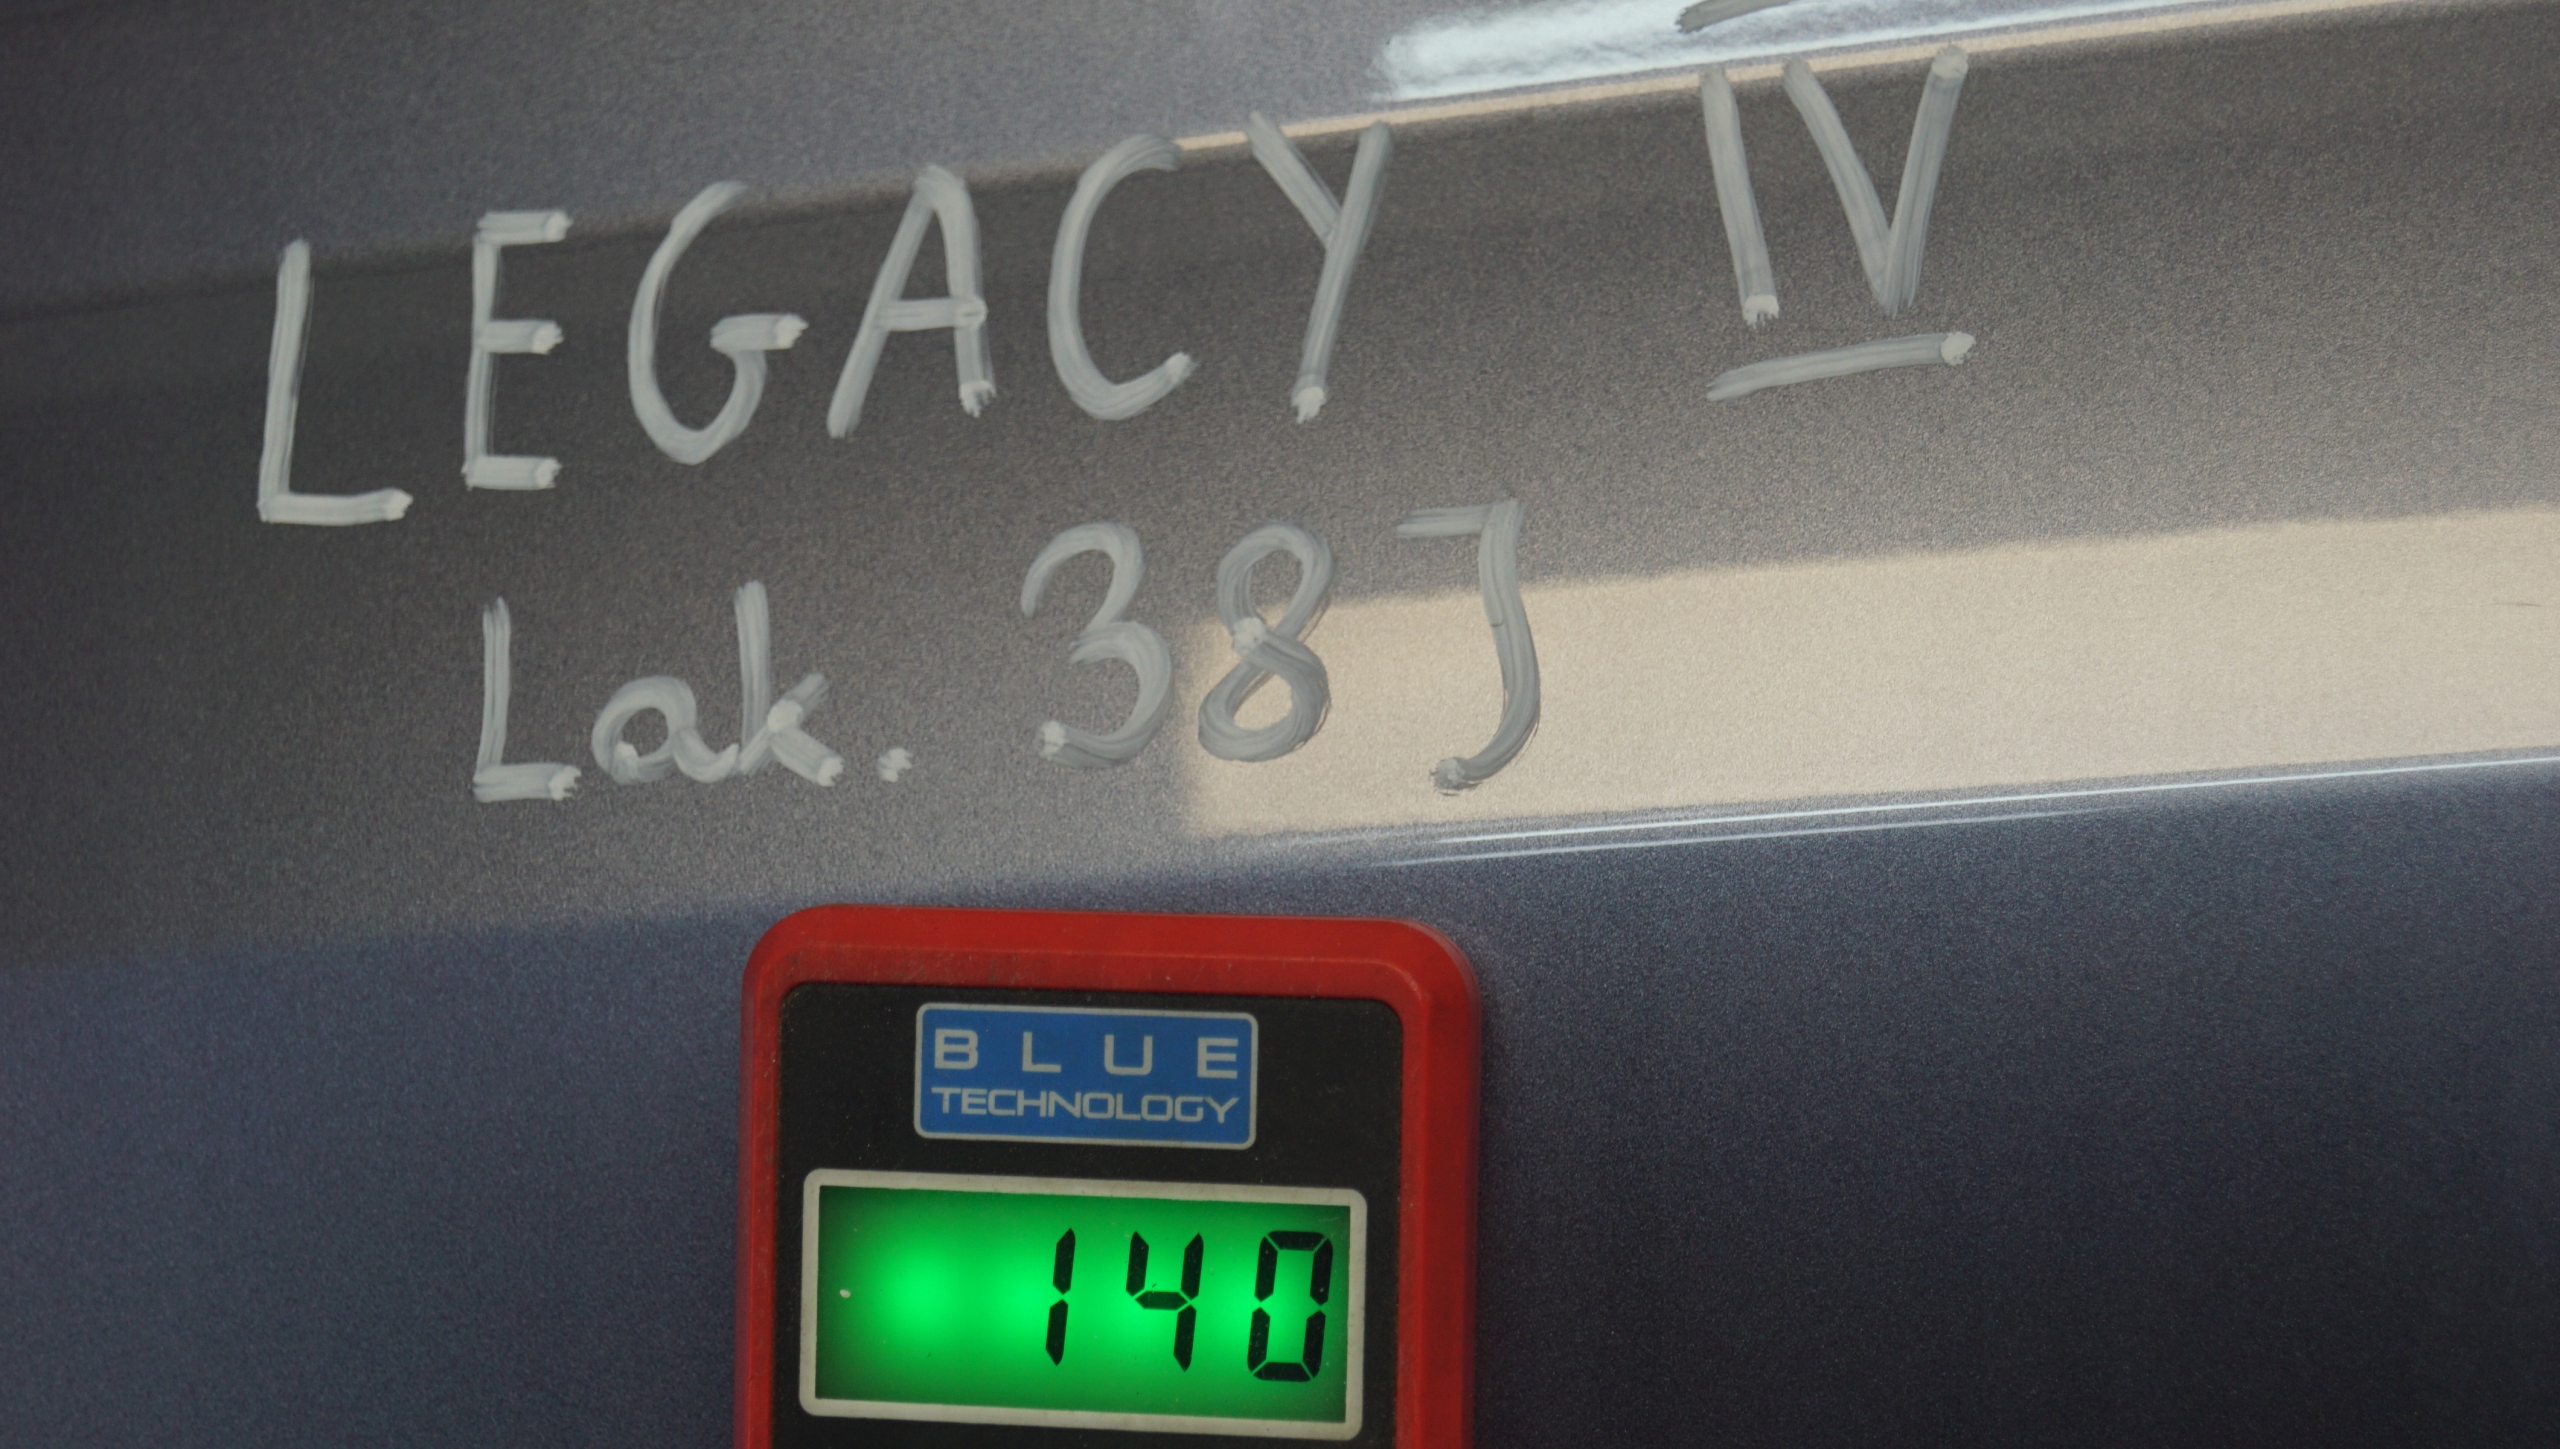 LEGACY IV
Lak. 38J
BLUE
TECHNOLOGY
140